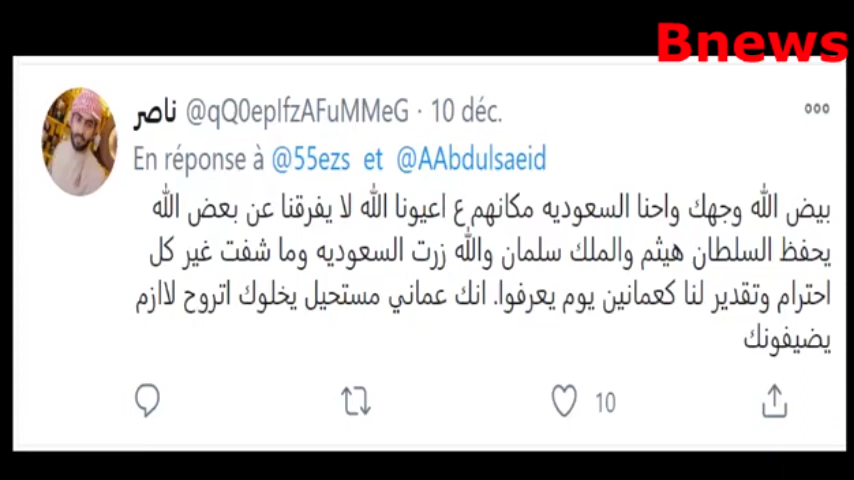 Bnews
ناصر @qQ0epIfzAFuMMeG · 10 déc.
En réponse à @55ezs et @AAbdulsaeid
بيض الله وجهك واحنا السعوديه مكانهم ع اعيونا الله لا يفرقنا عن بعض الله
يحفظ السلطان هيثم والملك سلمان والله زرت السعوديه وما شفت غير كل
احترام وتقدير لنا كعمانين يوم يعرفوا. انك عماني مستحيل يخلوك اتروح لاازم
يضيفونك
10